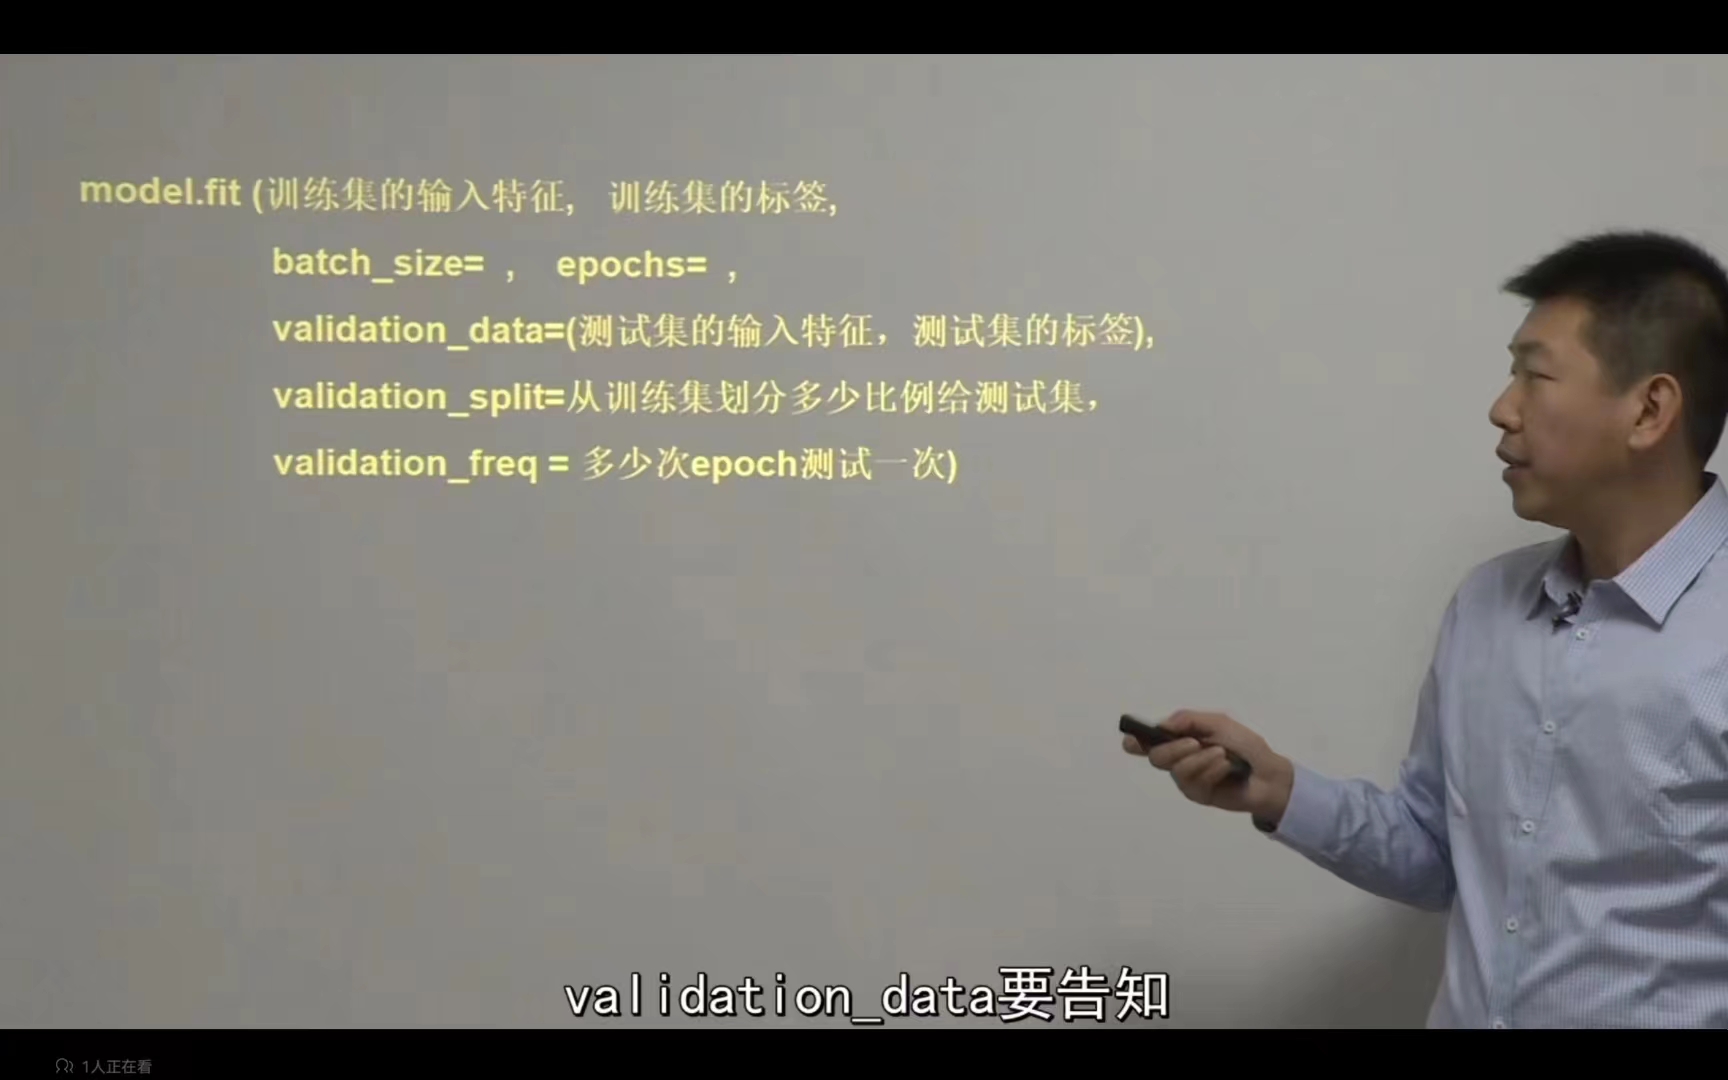 model.fit (训练集的输入特征, 训练集的标签,
batch_size= , epochs= ,
validation_data=(测试集的输入特征，测试集的标签),
validation_split=从训练集划分多少比例给测试集，
validation_freq = 多少次epoch测试一次)
validation_data要告知
1人正在看